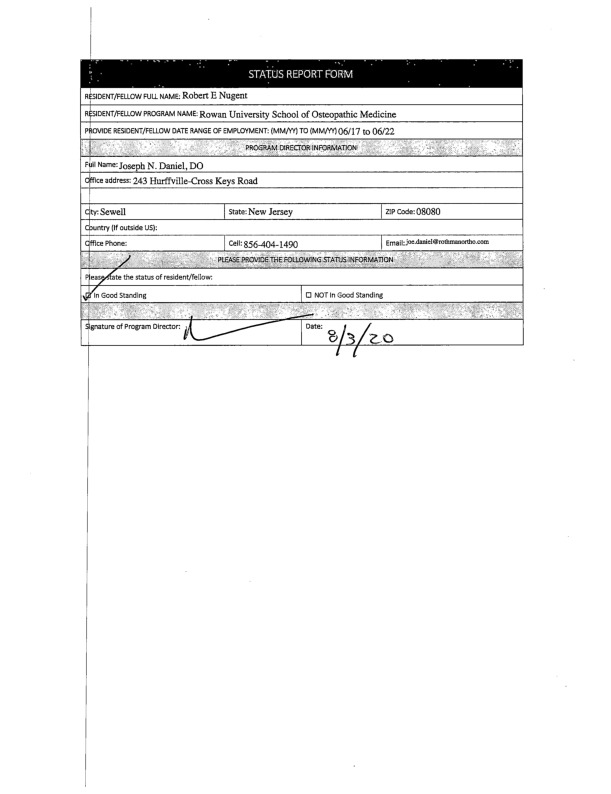 STATUS REPORT FORM
RESIDENT/FELLOW FULL NAME: Robert E Nugent
RESIDENT/FELLOW PROGRAM NAME: Rowan University School of Osteopathic Medicine
PROVIDE RESIDENT/FELLOW DATE RANGE OF EMPLOYMENT: (MM/YY) TO (MM/YY) 06/17 to 06/22
PROGRAM DIRECTOR INFORMATION
Full Name: Joseph N. Daniel, DO
Office address: 243 Hurffville-Cross Keys Road
City: Sewell State: New Jersey ZIP Code: 08080
Country (If outside US):
Office Phone: Cell: 856-404-1490 Email: joe.daniel@rothmanortho.com
PLEASE PROVIDE THE FOLLOWING STATUS INFORMATION
Please state the status of resident/fellow:
In Good Standing ☐ NOT In Good Standing
Signature of Program Director: Date: 8/3/20